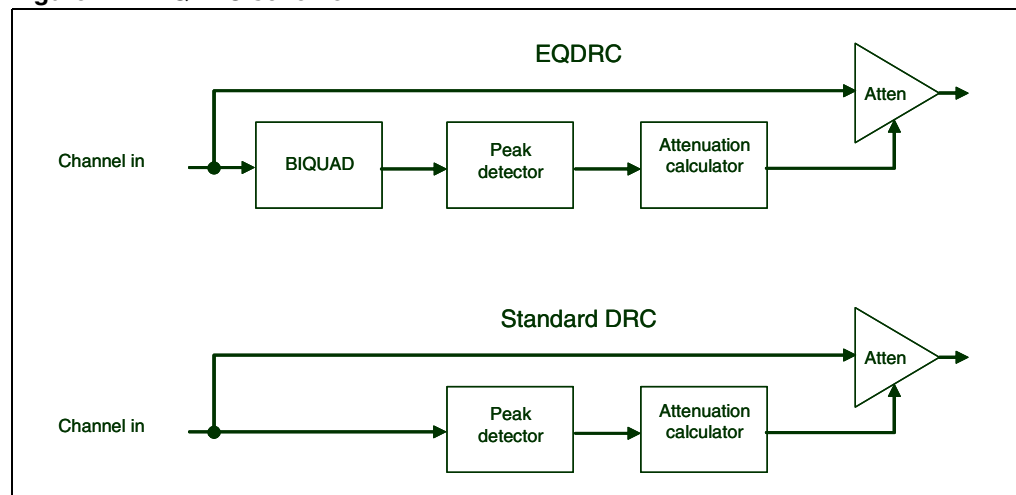 EQDRC
Atten
Channel in
BIQUAD
Peak
detector
Attenuation
calculator
Standard DRC
Atten
Channel in
Peak
detector
Attenuation
calculator